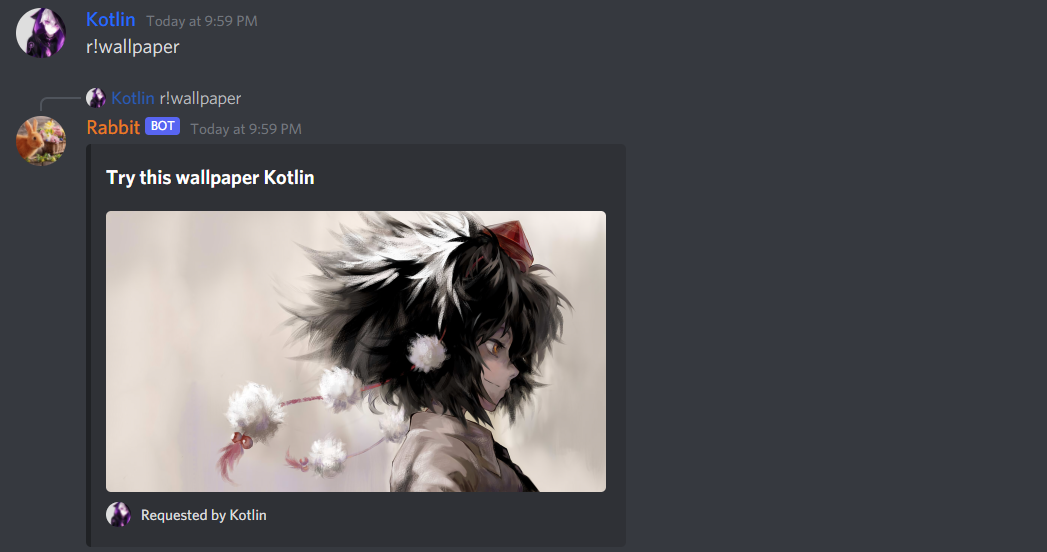 Kotlin Today at 9:59 PM
r!wallpaper
Kotlin r!wallpaper
Rabbit BOT Today at 9:59 PM
Try this wallpaper Kotlin
Requested by Kotlin